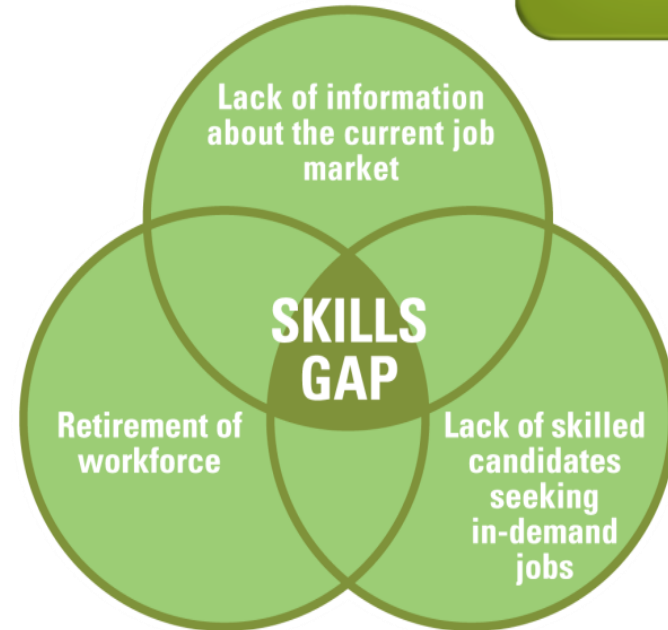 Lack of information
about the current job
market
SKILLS
GAP
Retirement of
workforce
Lack of skilled
candidates
seeking
in-demand
jobs